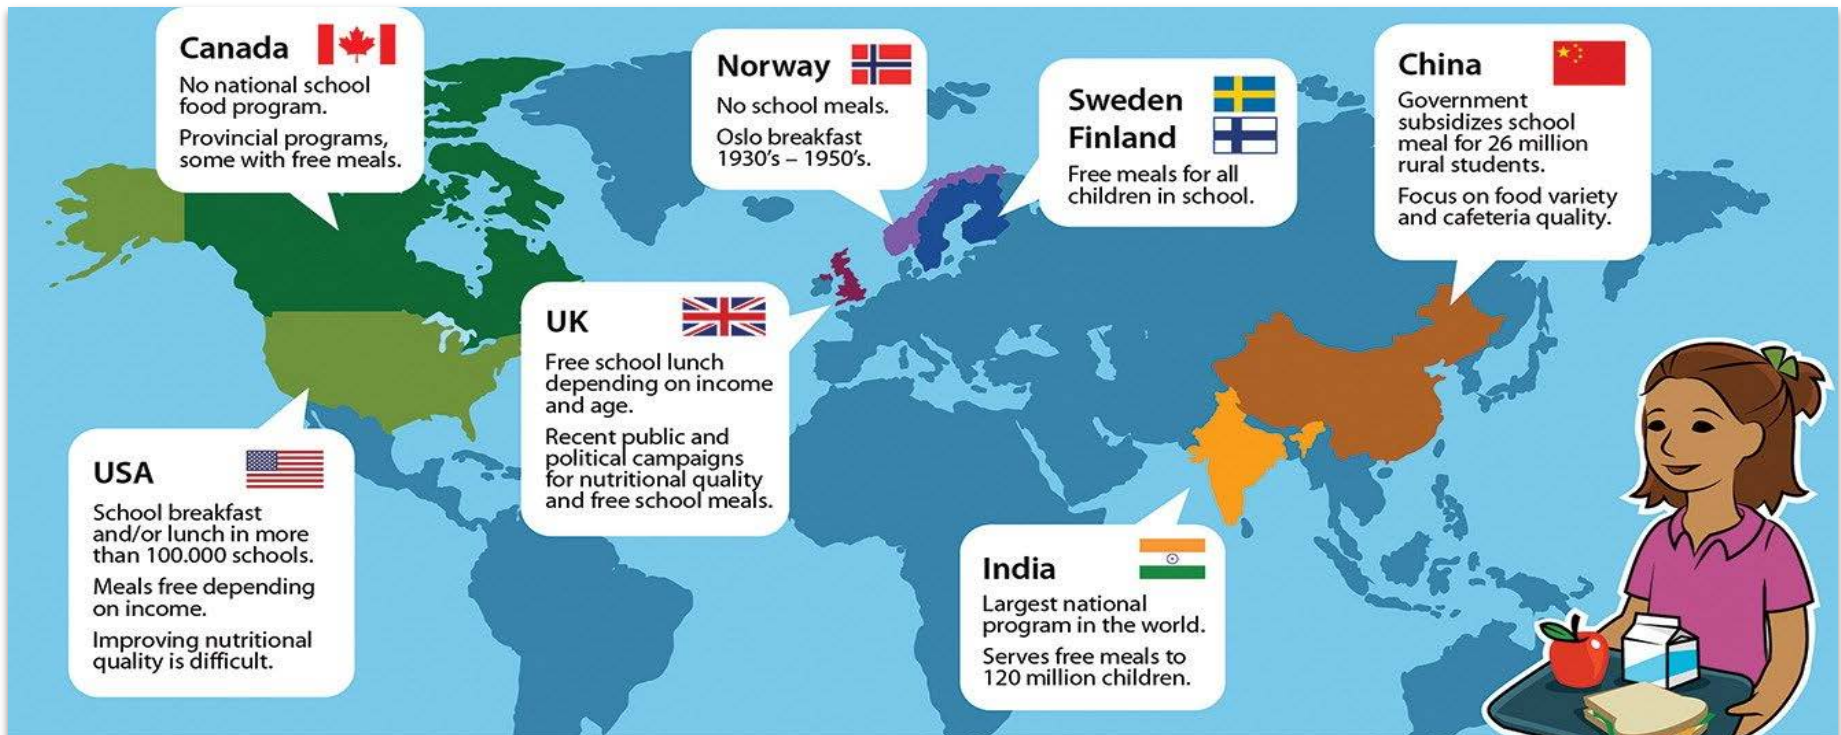 Canada
No national school
food program.
Provincial programs,
some with free meals.
Norway
No school meals.
Oslo breakfast
1930's – 1950's.
Sweden
Finland
Free meals for all
children in school.
China
Government
subsidizes school
meal for 26 million
rural students.
Focus on food variety
and cafeteria quality.
UK
Free school lunch
depending on income
and age.
Recent public and
political campaigns
for nutritional quality
and free school meals.
USA
School breakfast
and/or lunch in more
than 100.000 schools.
Meals free depending
on income.
Improving nutritional
quality is difficult.
India
Largest national
program in the world.
Serves free meals to
120 million children.